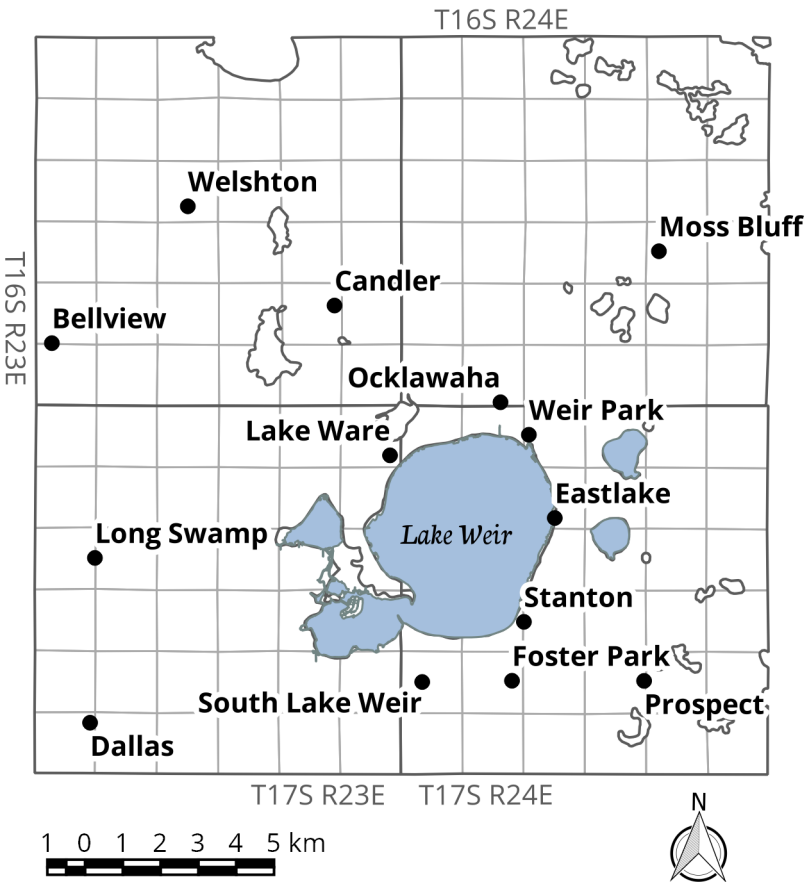 T16S R24E
Welshton
Moss Bluff
T16S R23E
Candler
Bellview
Ocklawaha
Weir Park
Lake Ware
Eastlake
Long Swamp
Lake Weir
Stanton
Foster Park
South Lake Weir
Prospect
Dallas
T17S R23E T17S R24E
N
1 0 1 2 3 4 5 km